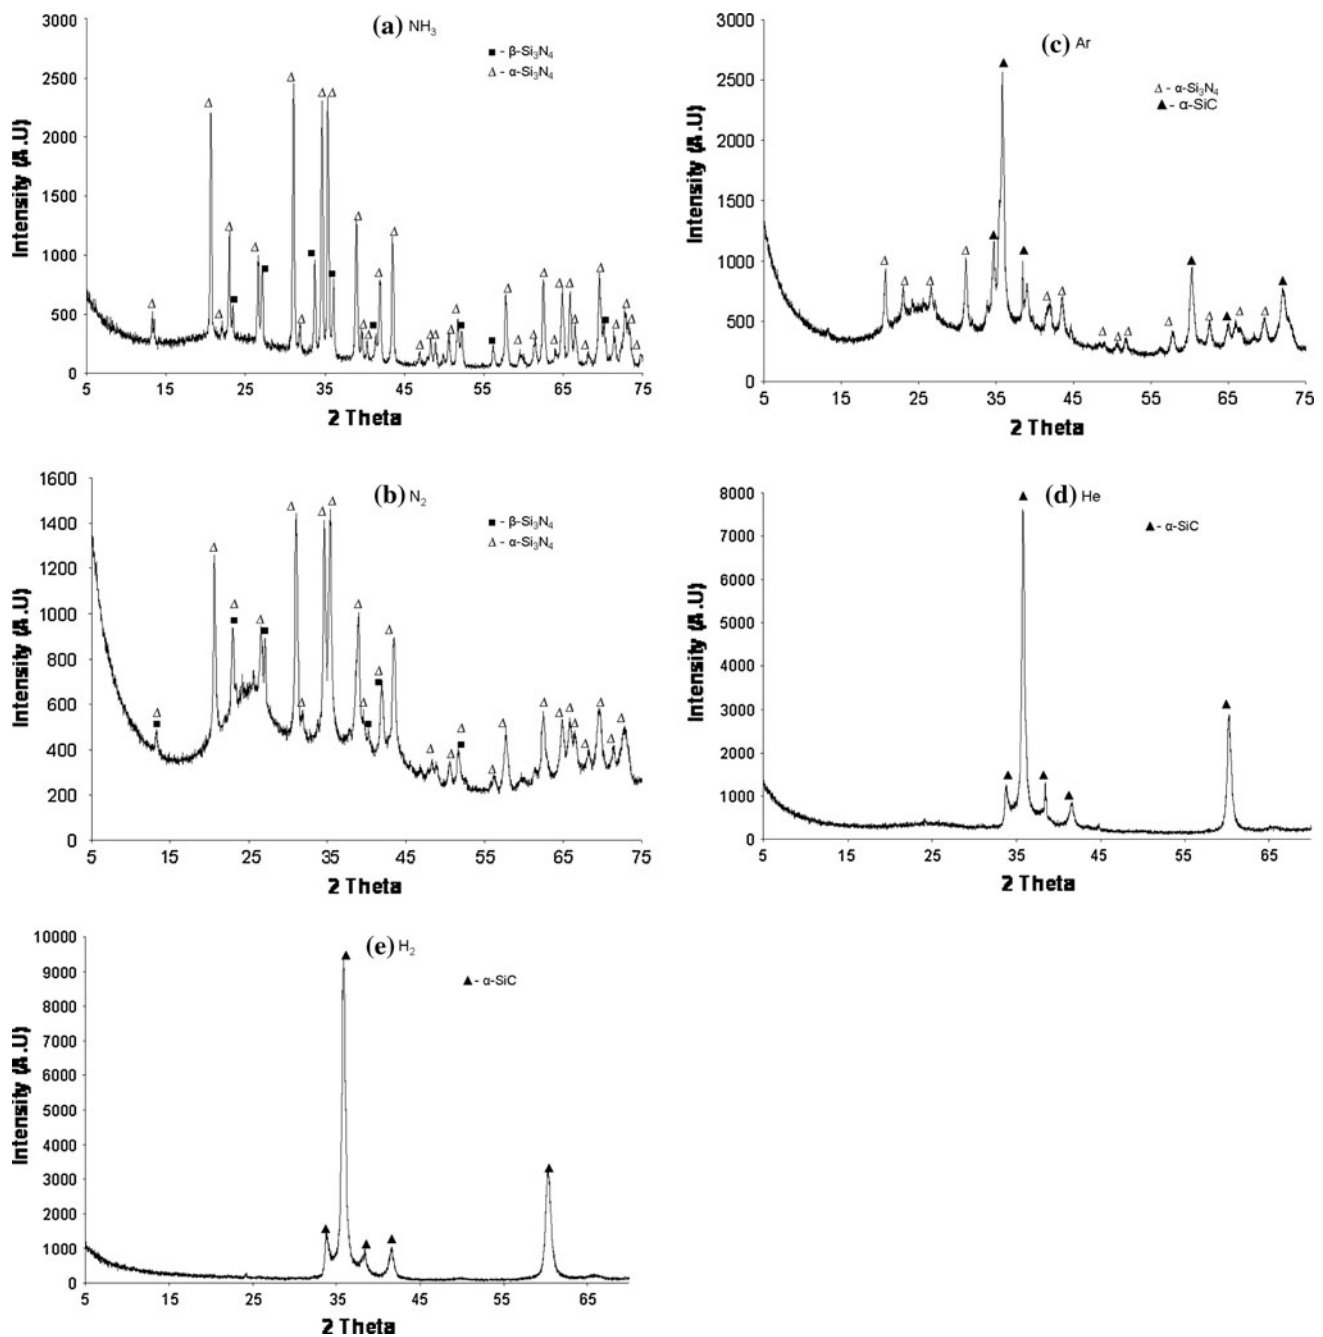 (a) NH₃
■ - β-Si₃N₄
△ - α-Si₃N₄
Intensity (A.U)
3000
2500
2000
1500
1000
500
0
5 15 25 35 45 55 65 75
2 Theta
(c) Ar
△ - α-Si₃N₄
▲ - α-SiC
Intensity (A.U)
3000
2500
2000
1500
1000
500
0
5 15 25 35 45 55 65 75
2 Theta
(b) N₂
■ - β-Si₃N₄
△ - α-Si₃N₄
Intensity (A.U)
1600
1400
1200
1000
800
600
400
200
0
5 15 25 35 45 55 65 75
2 Theta
(d) He
▲ - α-SiC
Intensity (A.U)
8000
7000
6000
5000
4000
3000
2000
1000
0
5 15 25 35 45 55 65
2 Theta
(e) H₂
▲ - α-SiC
Intensity (A.U)
10000
9000
8000
7000
6000
5000
4000
3000
2000
1000
0
5 15 25 35 45 55 65
2 Theta